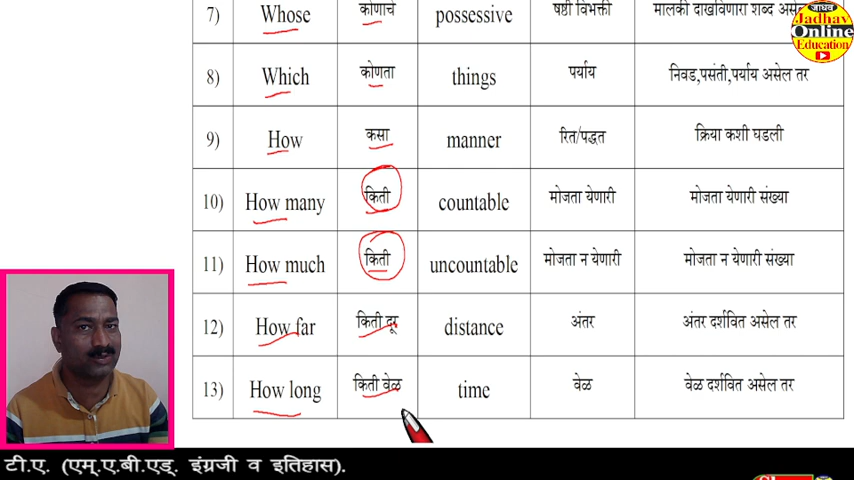 7) Whose कोणाचे possessive षष्ठी विभक्ती मालकी दाखविणारा शब्द असेल
जाधव
Jadhav
Online
Education
8) Which कोणता things पर्याय निवड,पसंती,पर्याय असेल तर
9) How कसा manner रित/पद्धत क्रिया कशी घडली
10) How many किती countable मोजता येणारी मोजता येणारी संख्या
11) How much किती uncountable मोजता न येणारी मोजता न येणारी संख्या
12) How far किती दूर distance अंतर अंतर दर्शवित असेल तर
13) How long किती वेळ time वेळ वेळ दर्शवित असेल तर
टी.ए. (एम्.ए.बी.एड्. इंग्रजी व इतिहास).